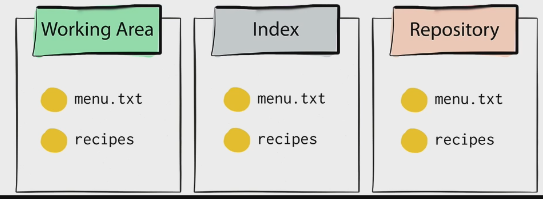 Working Area
menu.txt
recipes
Index
menu.txt
recipes
Repository
menu.txt
recipes